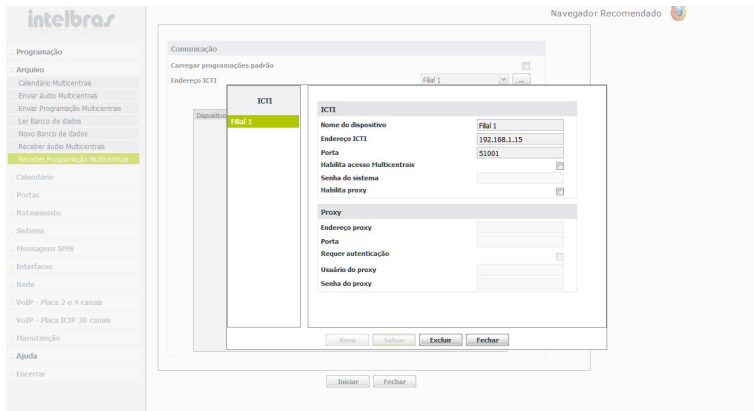 intelbras
Navegador Recomendado
Programação
Arquivo
Calendário Multicentrais
Enviar áudio Multicentrais
Enviar Programação Multicentrais
Ler Banco de dados
Novo Banco de dados
Receber áudio Multicentrais
Receber Programação Multicentrais
Calendário
Portas
Roteamento
Sistema
Mensagens SMS
Interfaces
Rede
VoIP - Placa 2 e 4 canais
VoIP - Placa ICIP 30 canais
Manutenção
Ajuda
Encerrar
Comunicação
Carregar programações padrão
Endereço ICTI Filial 1 ...
Dispositivo
ICTI
Filial 1
ICTI
Nome do dispositivo Filial 1
Endereço ICTI 192.168.1.15
Porta 51001
Habilita acesso Multicentrais
Senha do sistema
Habilita proxy
Proxy
Endereço proxy
Porta
Requer autenticação
Usuário do proxy
Senha do proxy
Novo Salvar Excluir Fechar
Iniciar Fechar